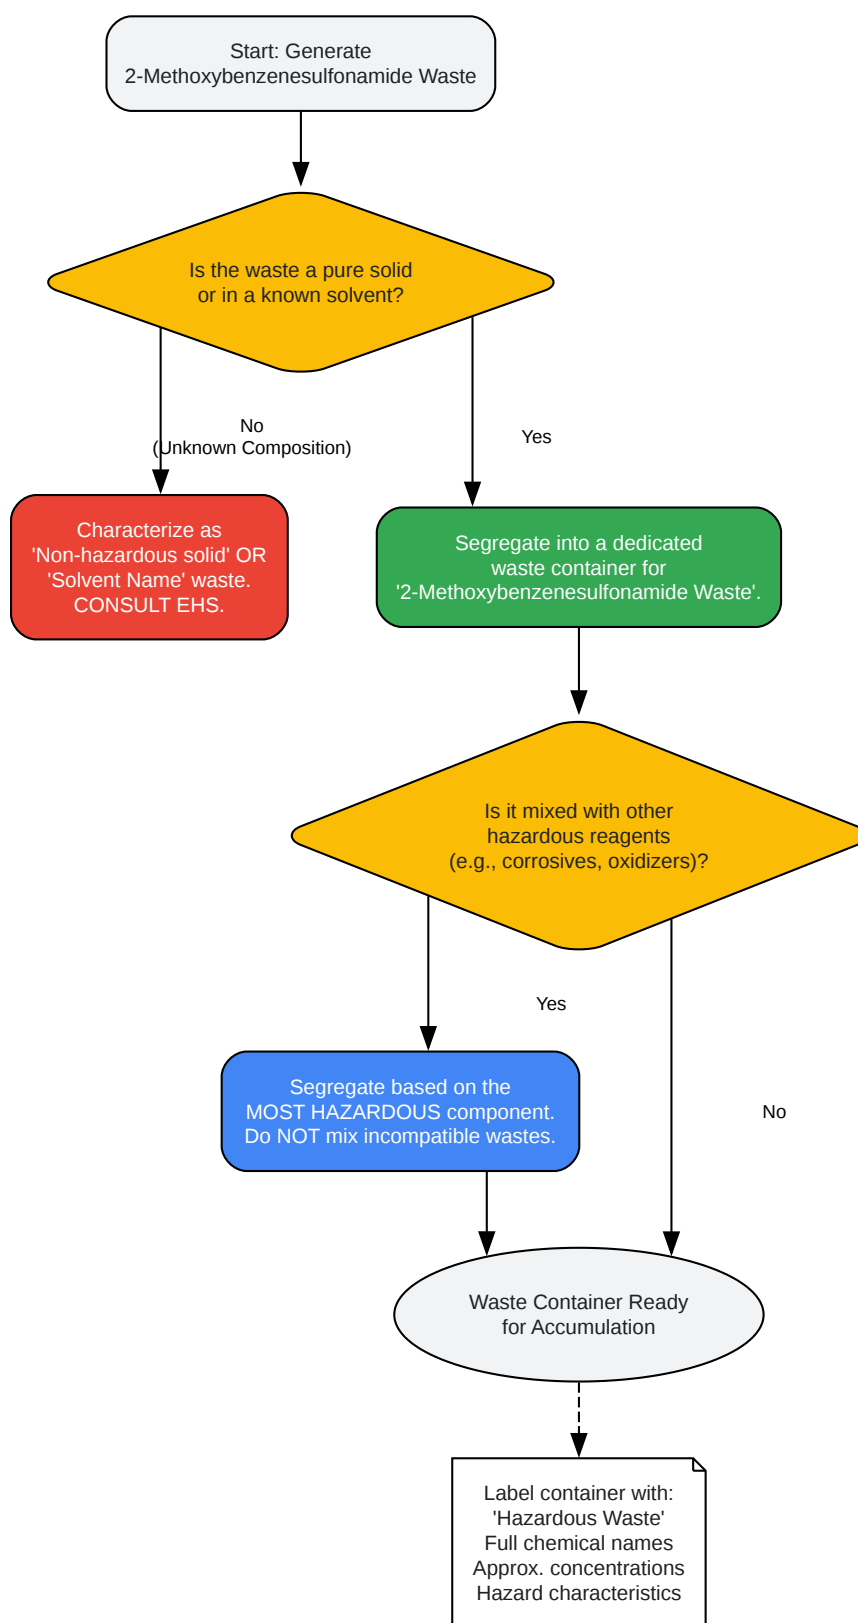 Start: Generate
2-Methoxybenzenesulfonamide Waste
Is the waste a pure solid
or in a known solvent?
No
(Unknown Composition)
Yes
Characterize as
'Non-hazardous solid' OR
'Solvent Name' waste.
CONSULT EHS.
Segregate into a dedicated
waste container for
'2-Methoxybenzenesulfonamide Waste'.
Is it mixed with other
hazardous reagents
(e.g., corrosives, oxidizers)?
Yes
Segregate based on the
MOST HAZARDOUS component.
Do NOT mix incompatible wastes.
No
Waste Container Ready
for Accumulation
Label container with:
'Hazardous Waste'
Full chemical names
Approx. concentrations
Hazard characteristics